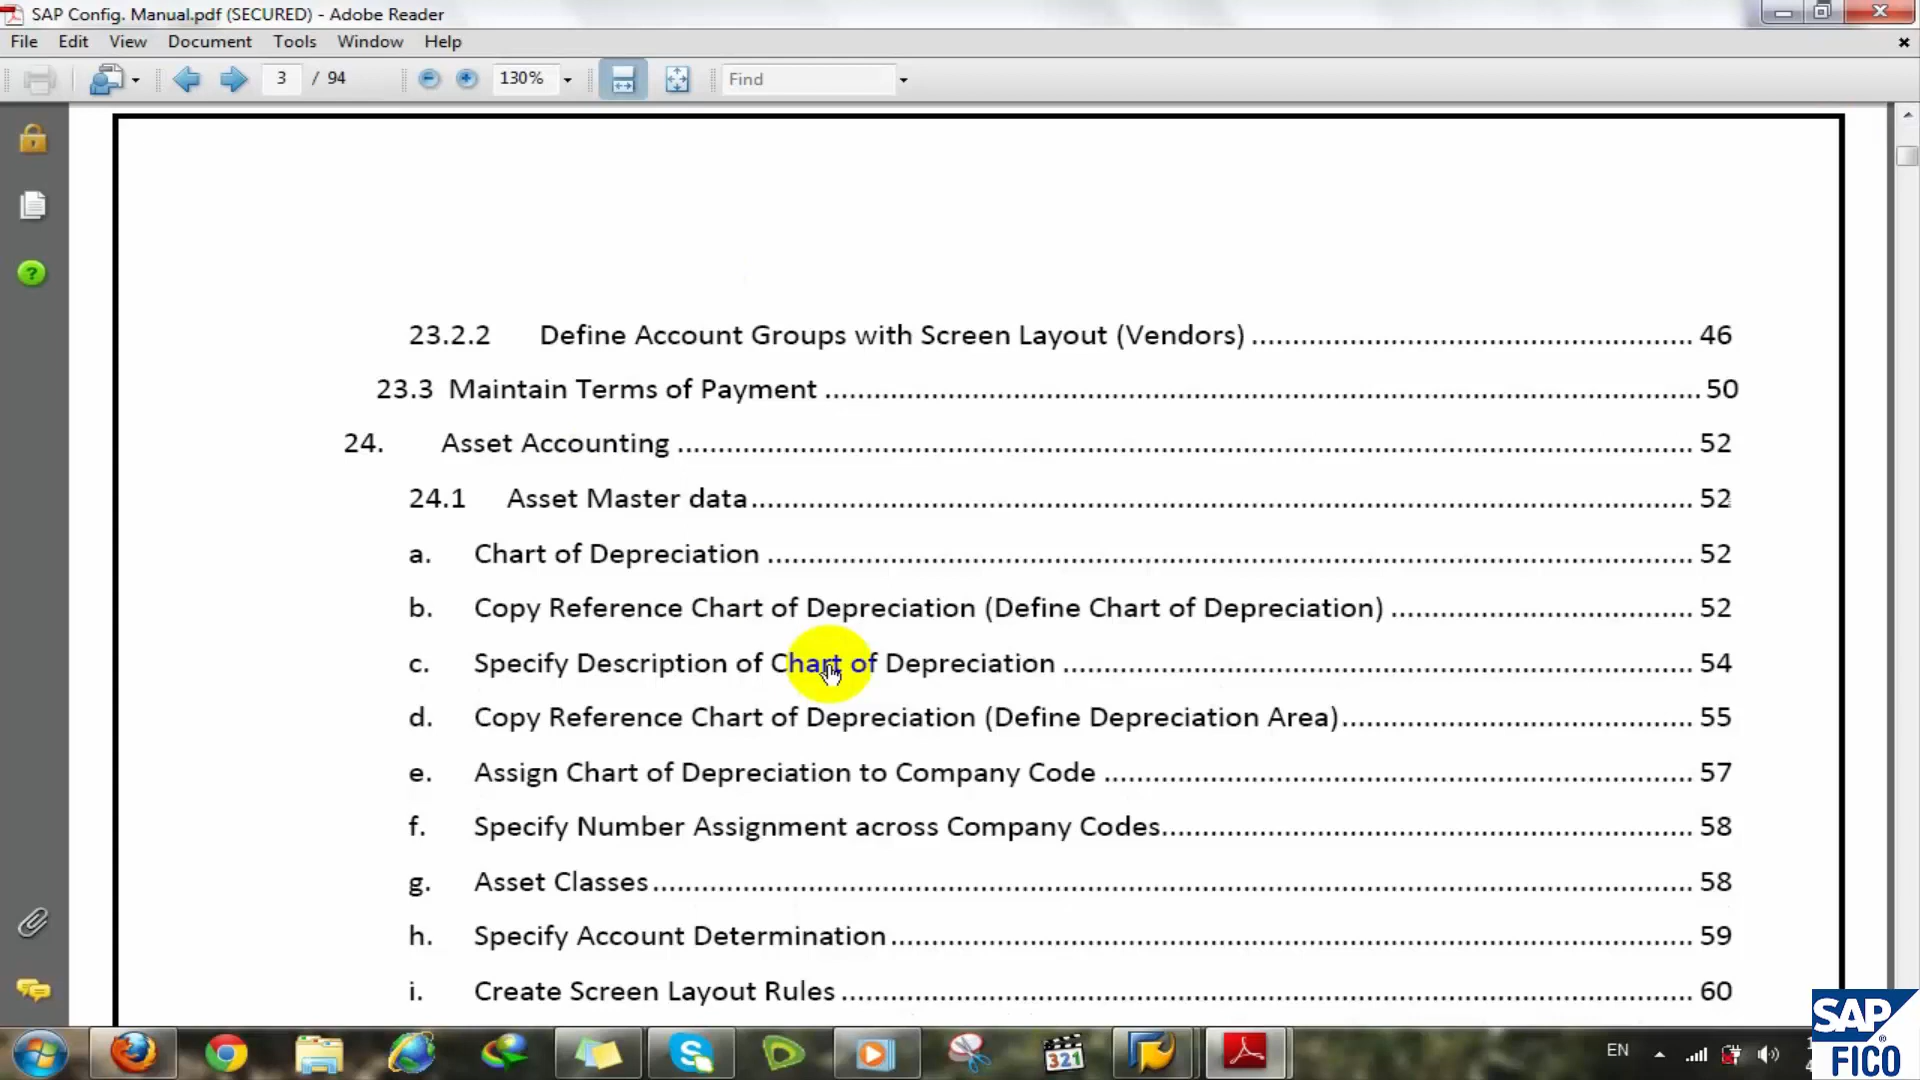 SAP Config. Manual.pdf (SECURED) - Adobe Reader
File Edit View Document Tools Window Help
3 / 94 130% Find
23.2.2 Define Account Groups with Screen Layout (Vendors) 46
23.3 Maintain Terms of Payment 50
24. Asset Accounting 52
24.1 Asset Master data 52
a. Chart of Depreciation 52
b. Copy Reference Chart of Depreciation (Define Chart of Depreciation) 52
c. Specify Description of Chart of Depreciation 54
d. Copy Reference Chart of Depreciation (Define Depreciation Area) 55
e. Assign Chart of Depreciation to Company Code 57
f. Specify Number Assignment across Company Codes 58
g. Asset Classes 58
h. Specify Account Determination 59
i. Create Screen Layout Rules 60
321
EN
SAP
FICO